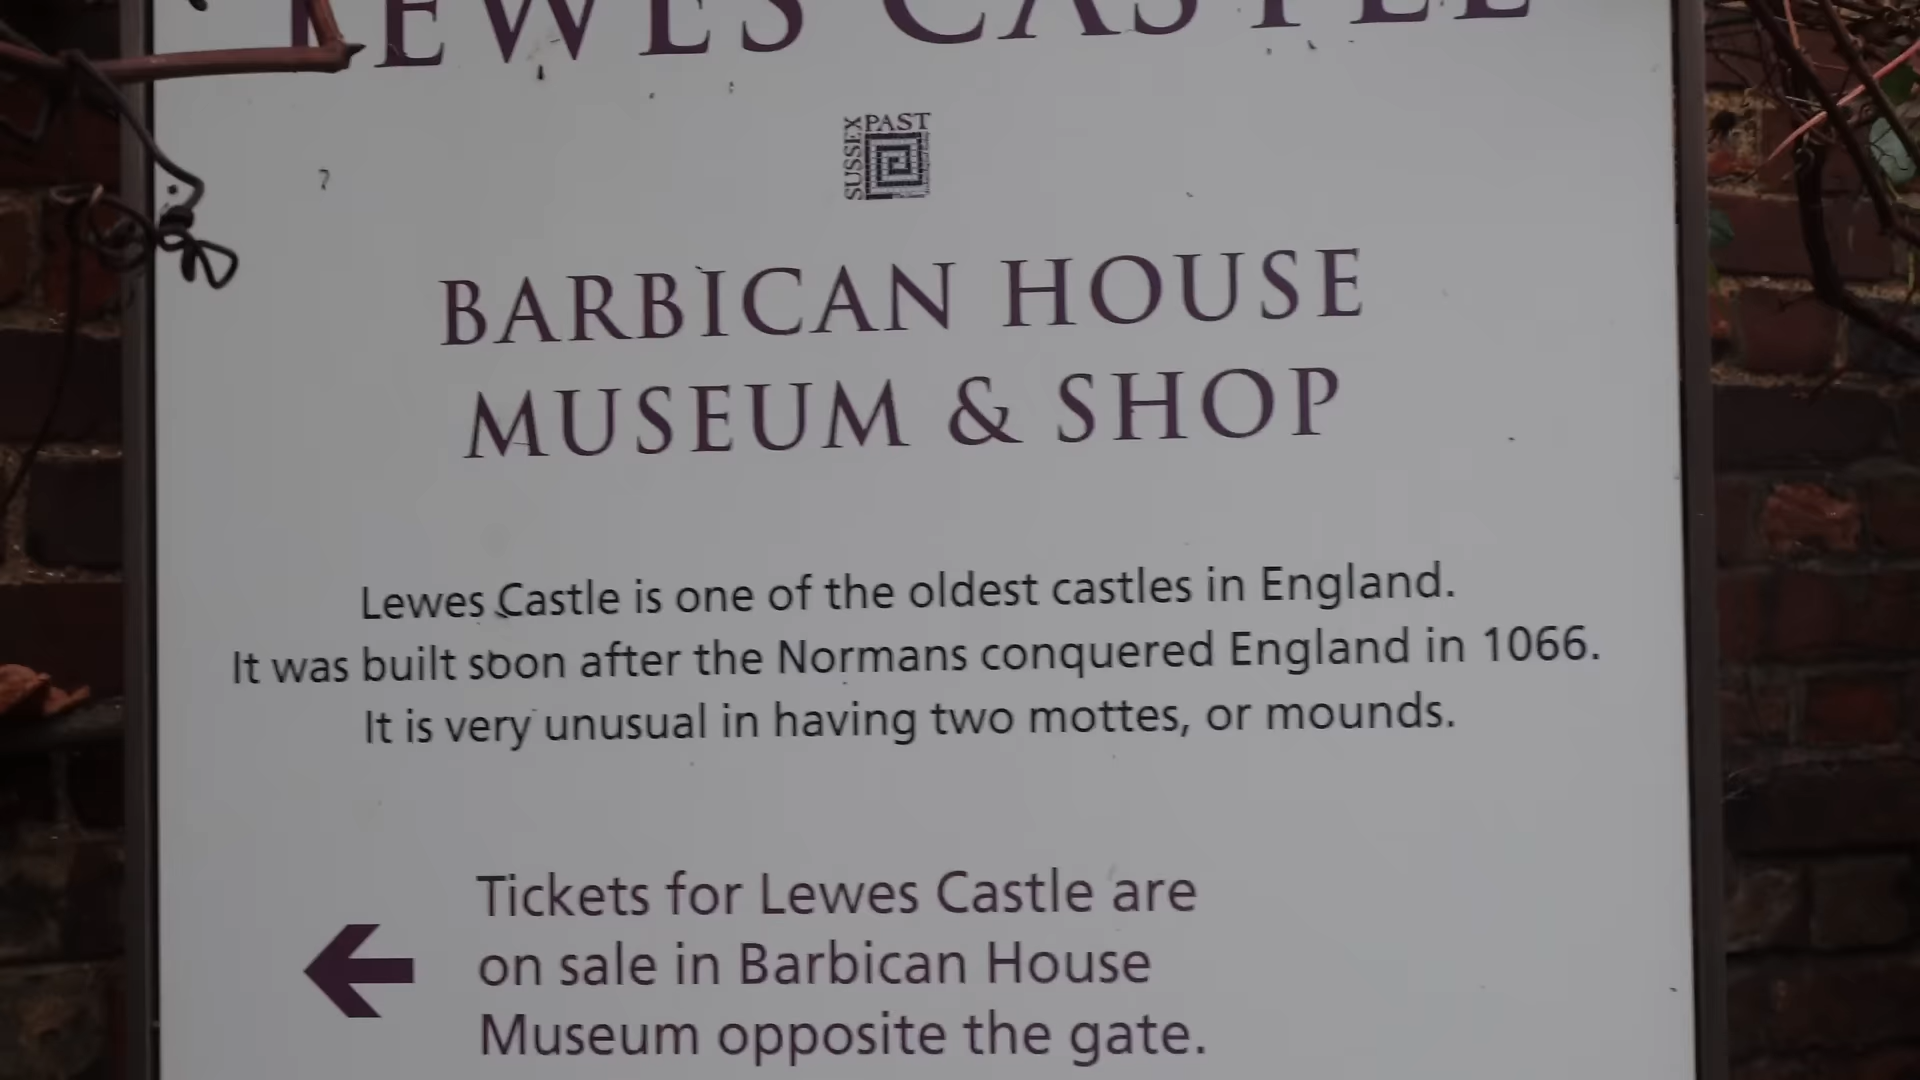 LEWES CASTLE
SUSSEX PAST
BARBICAN HOUSE
MUSEUM & SHOP
Lewes Castle is one of the oldest castles in England.
It was built soon after the Normans conquered England in 1066.
It is very unusual in having two mottes, or mounds.
Tickets for Lewes Castle are
on sale in Barbican House
Museum opposite the gate.